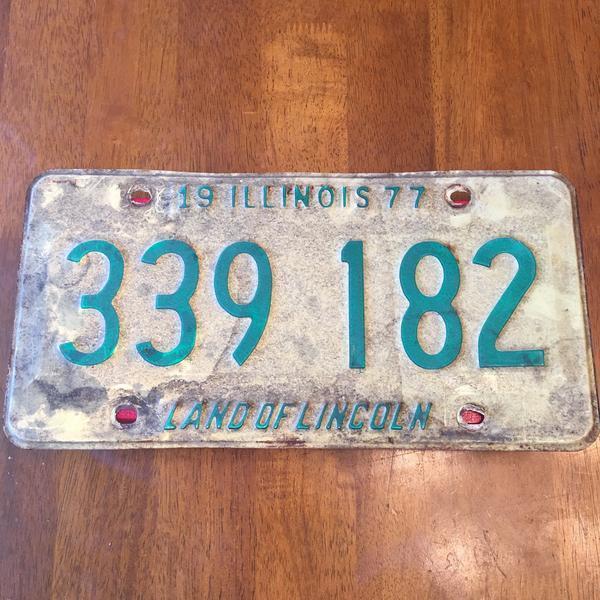 19 ILLINOIS 77
339 182
LAND OF LINCOLN